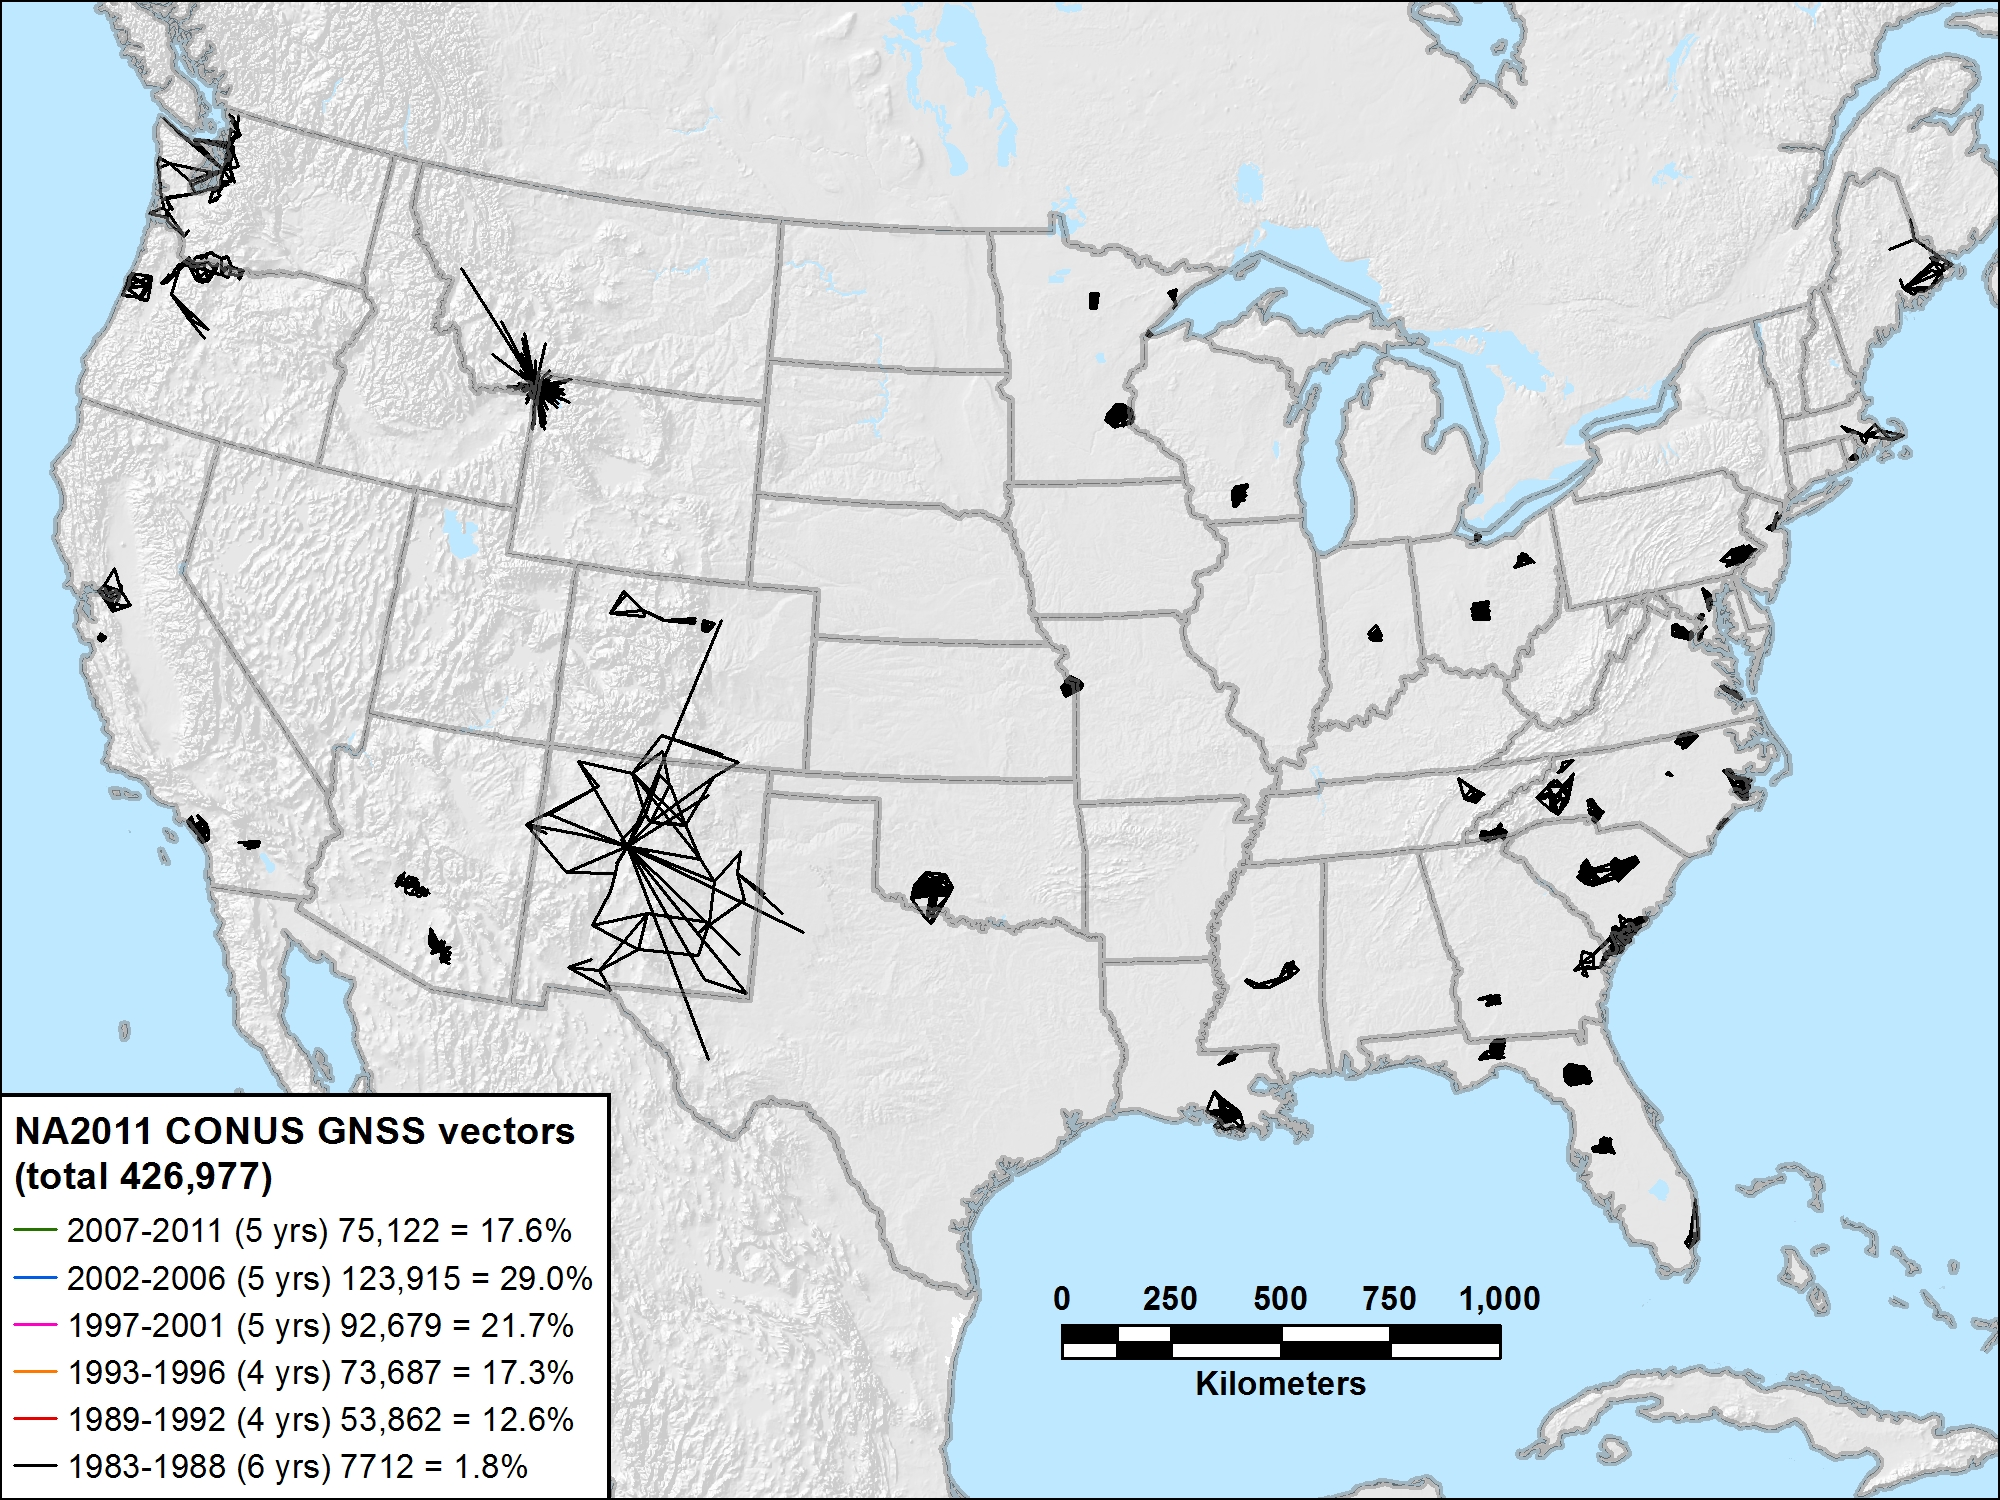 NA2011 CONUS GNSS vectors
(total 426,977)
2007-2011 (5 yrs) 75,122 = 17.6%
2002-2006 (5 yrs) 123,915 = 29.0%
1997-2001 (5 yrs) 92,679 = 21.7%
1993-1996 (4 yrs) 73,687 = 17.3%
1989-1992 (4 yrs) 53,862 = 12.6%
1983-1988 (6 yrs) 7712 = 1.8%
0 250 500 750 1,000
Kilometers